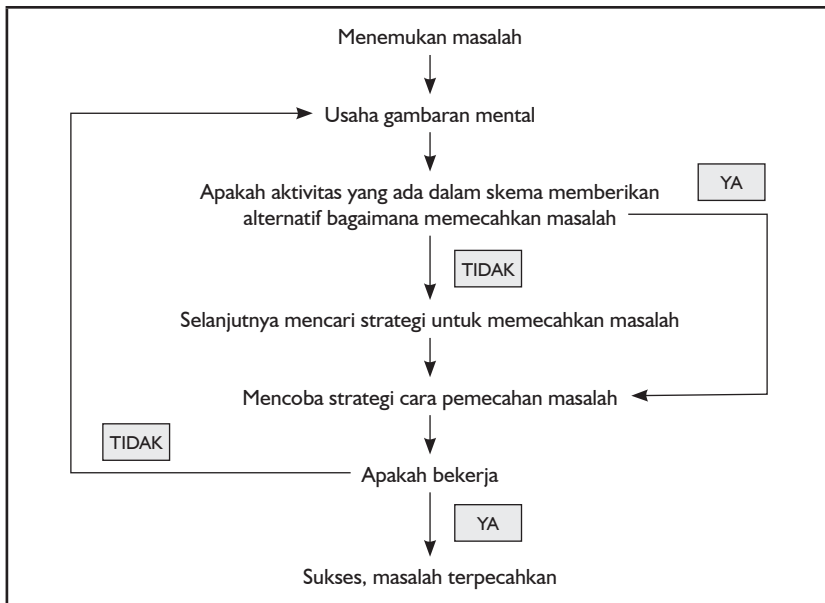 Menemukan masalah
Usaha gambaran mental
Apakah aktivitas yang ada dalam skema memberikan
alternatif bagaimana memecahkan masalah
YA
TIDAK
Selanjutnya mencari strategi untuk memecahkan masalah
Mencoba strategi cara pemecahan masalah
TIDAK
Apakah bekerja
YA
Sukses, masalah terpecahkan